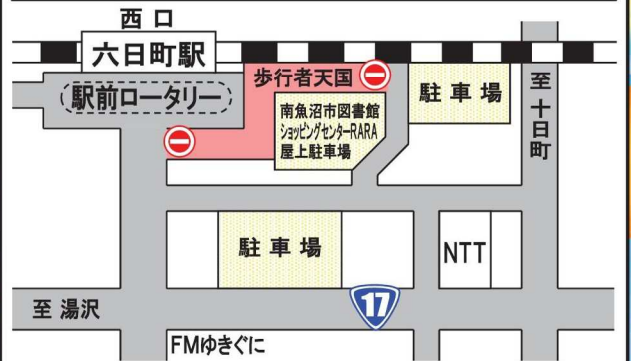 西口
六日町駅
駅前ロータリー
歩行者天国
駐車場
至十日町
南魚沼市図書館
ショッピングセンターRARA
屋上駐車場
駐車場
NTT
至 湯沢
17
FMゆきぐに